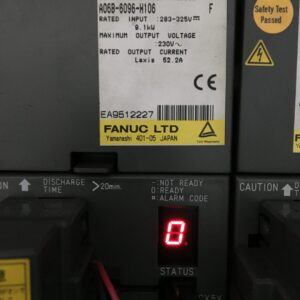 A06B-6096-H106 F
RATED INPUT :283-325V
9.1kW
MAXIMUM OUTPUT VOLTAGE
:230V~
RATED OUTPUT CURRENT
52.2A
EA9512227
FANUC LTD
Yamanashi 401-05 JAPAN
Safety Test
Passed
DISCHARGE
TIME >20min.
-:NOT READY
0:READY
:ALARM CODE
CAUTION
0
STATUS